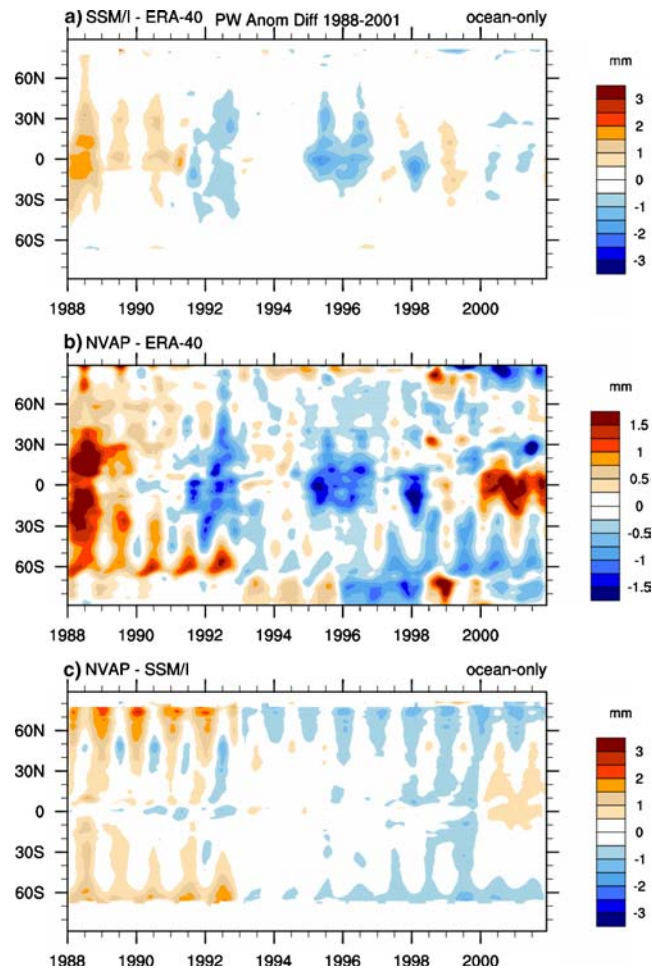 a) SSM/I - ERA-40 PW Anom Diff 1988-2001 ocean-only
mm
60N
30N
0
30S
60S
3
2
1
0
-1
-2
-3
1988 1990 1992 1994 1996 1998 2000
b) NVAP - ERA-40
mm
60N
30N
0
30S
60S
1.5
1
0.5
0
-0.5
-1
-1.5
1988 1990 1992 1994 1996 1998 2000
c) NVAP - SSM/I ocean-only
mm
60N
30N
0
30S
60S
3
2
1
0
-1
-2
-3
1988 1990 1992 1994 1996 1998 2000